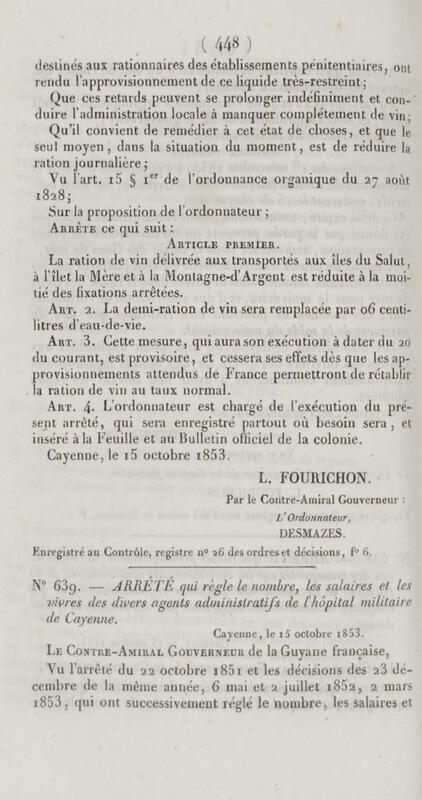 ( 448 )
destinés aux rationnaires des établissements pénitentiaires, ont
rendu l'approvisionnement de ce liquide très-restreint;
Que ces retards peuvent se prolonger indéfiniment et con-
duire l'administration locale à manquer complétement de vin;
Qu'il convient de remédier à cet état de choses, et que le
seul moyen, dans la situation du moment, est de réduire la
ration journalière;
Vu l'art. 15 § 1er de l'ordonnance organique du 27 août
1828;
Sur la proposition de l'ordonnateur;
ARRÊTE ce qui suit :
ARTICLE PREMIER.
La ration de vin délivrée aux transportés aux îles du Salut,
à l'îlet la Mère et à la Montagne-d'Argent est réduite à la moi-
tié des fixations arrêtées.
ART. 2. La demi-ration de vin sera remplacée par 06 centi-
litres d'eau-de-vie.
ART. 3. Cette mesure, qui aura son exécution à dater du 20
du courant, est provisoire, et cessera ses effets dès que les ap-
provisionnements attendus de France permettront de rétablir
la ration de vin au taux normal.
ART. 4. L'ordonnateur est chargé de l'exécution du pré-
sent arrêté, qui sera enregistré partout où besoin sera, et
inséré à la Feuille et au Bulletin officiel de la colonie.
Cayenne, le 15 octobre 1853.
L. FOURICHON.
Par le Contre-Amiral Gouverneur :
L'Ordonnateur,
DESMAZES.
Enregistré au Contrôle, registre n° 26 des ordres et décisions, f° 6.
N° 639. — ARRÊTÉ qui règle le nombre, les salaires et les
vivres des divers agents administratifs de l'hôpital militaire
de Cayenne.
Cayenne, le 15 octobre 1853.
LE CONTRE-AMIRAL GOUVERNEUR de la Guyane française,
Vu l'arrêté du 22 octobre 1851 et les décisions des 23 dé-
cembre de la même année, 6 mai et 2 juillet 1852, 2 mars
1853, qui ont successivement réglé le nombre, les salaires et